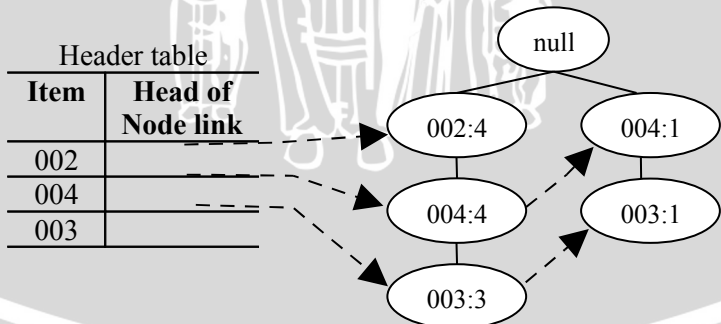 null
Header table
Item Head of
Node link
002:4 004:1
002
004
004:4 003:1
003
003:3